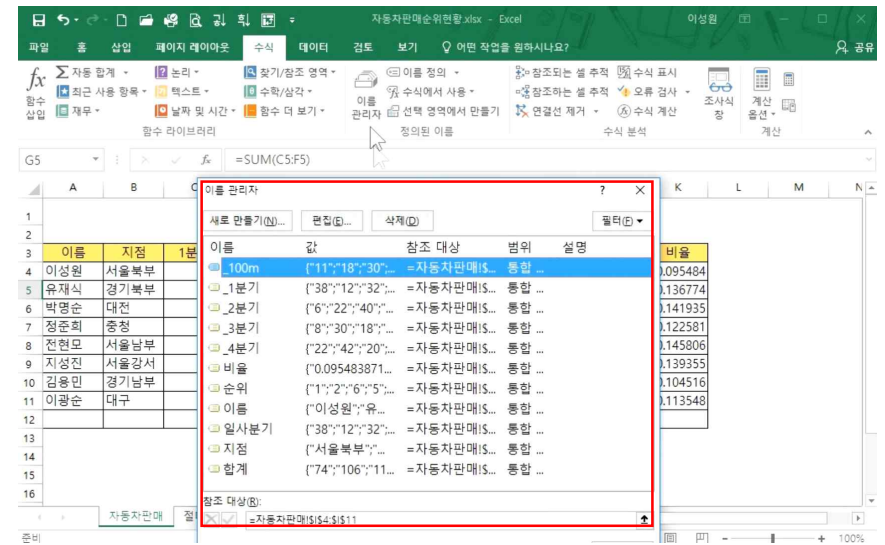 자동차판매순위현황.xlsx - Excel
이성원
파일 홈 삽입 페이지 레이아웃 수식 데이터 검토 보기 어떤 작업을 원하시나요? 공유
fx 함수 삽입
∑ 자동 합계
최근 사용 항목
재무
논리
텍스트
날짜 및 시간
찾기/참조 영역
수학/삼각
함수 더 보기
함수 라이브러리
이름 관리자
이름 정의
수식에서 사용
선택 영역에서 만들기
정의된 이름
참조되는 셀 추적
참조하는 셀 추적
연결선 제거
수식 표시
오류 검사
수식 계산
조사식 창
수식 분석
계산 옵션
계산
G5 fx =SUM(C5:F5)
A B C K L M N
1
2
3 이름 지점 1분 비율
4 이성원 서울북부 0.095484
5 유재식 경기북부 0.136774
6 박명순 대전 0.141935
7 정준희 충청 0.122581
8 전현모 서울남부 0.145806
9 지성진 서울강서 0.139355
10 김용민 경기남부 0.104516
11 이광순 대구 0.113548
12
13
14
15
16
이름 관리자 ? ×
새로 만들기(N)... 편집(E)... 삭제(D) 필터(F)
이름 값 참조 대상 범위 설명
_100m {"11";"18";"30";... =자동차판매!$... 통합 ...
_1분기 {"38";"12";"32";... =자동차판매!$... 통합 ...
_2분기 {"6";"22";"40";"... =자동차판매!$... 통합 ...
_3분기 {"8";"30";"18";"... =자동차판매!$... 통합 ...
_4분기 {"22";"42";"20";... =자동차판매!$... 통합 ...
비율 {"0.095483871... =자동차판매!$... 통합 ...
순위 {"1";"2";"6";"5";... =자동차판매!$... 통합 ...
이름 {"이성원";"유... =자동차판매!$... 통합 ...
일사분기 {"38";"12";"32";... =자동차판매!$... 통합 ...
지점 {"서울북부";"... =자동차판매!$... 통합 ...
합계 {"74";"106";"11... =자동차판매!$... 통합 ...
참조 대상(R):
=자동차판매!$I$4:$I$11
자동차판매
준비 100%